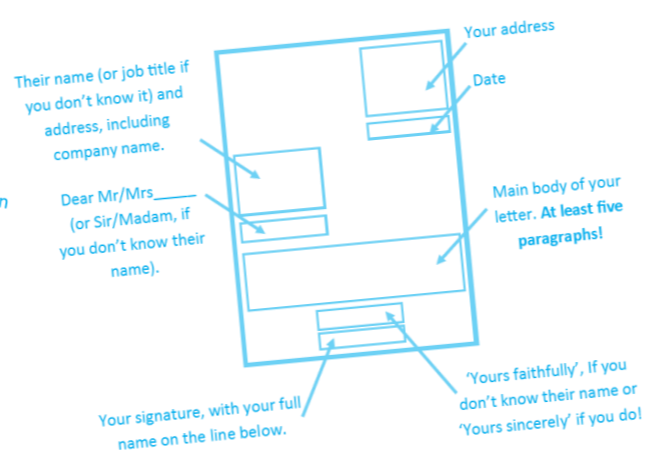 Your address
Date
Their name (or job title if
you don't know it) and
address, including
company name.
n
Dear Mr/Mrs_____
(or Sir/Madam, if
you don't know their
name).
Main body of your
letter. At least five
paragraphs!
'Yours faithfully', If you
don't know their name or
'Yours sincerely' if you do!
Your signature, with your full
name on the line below.